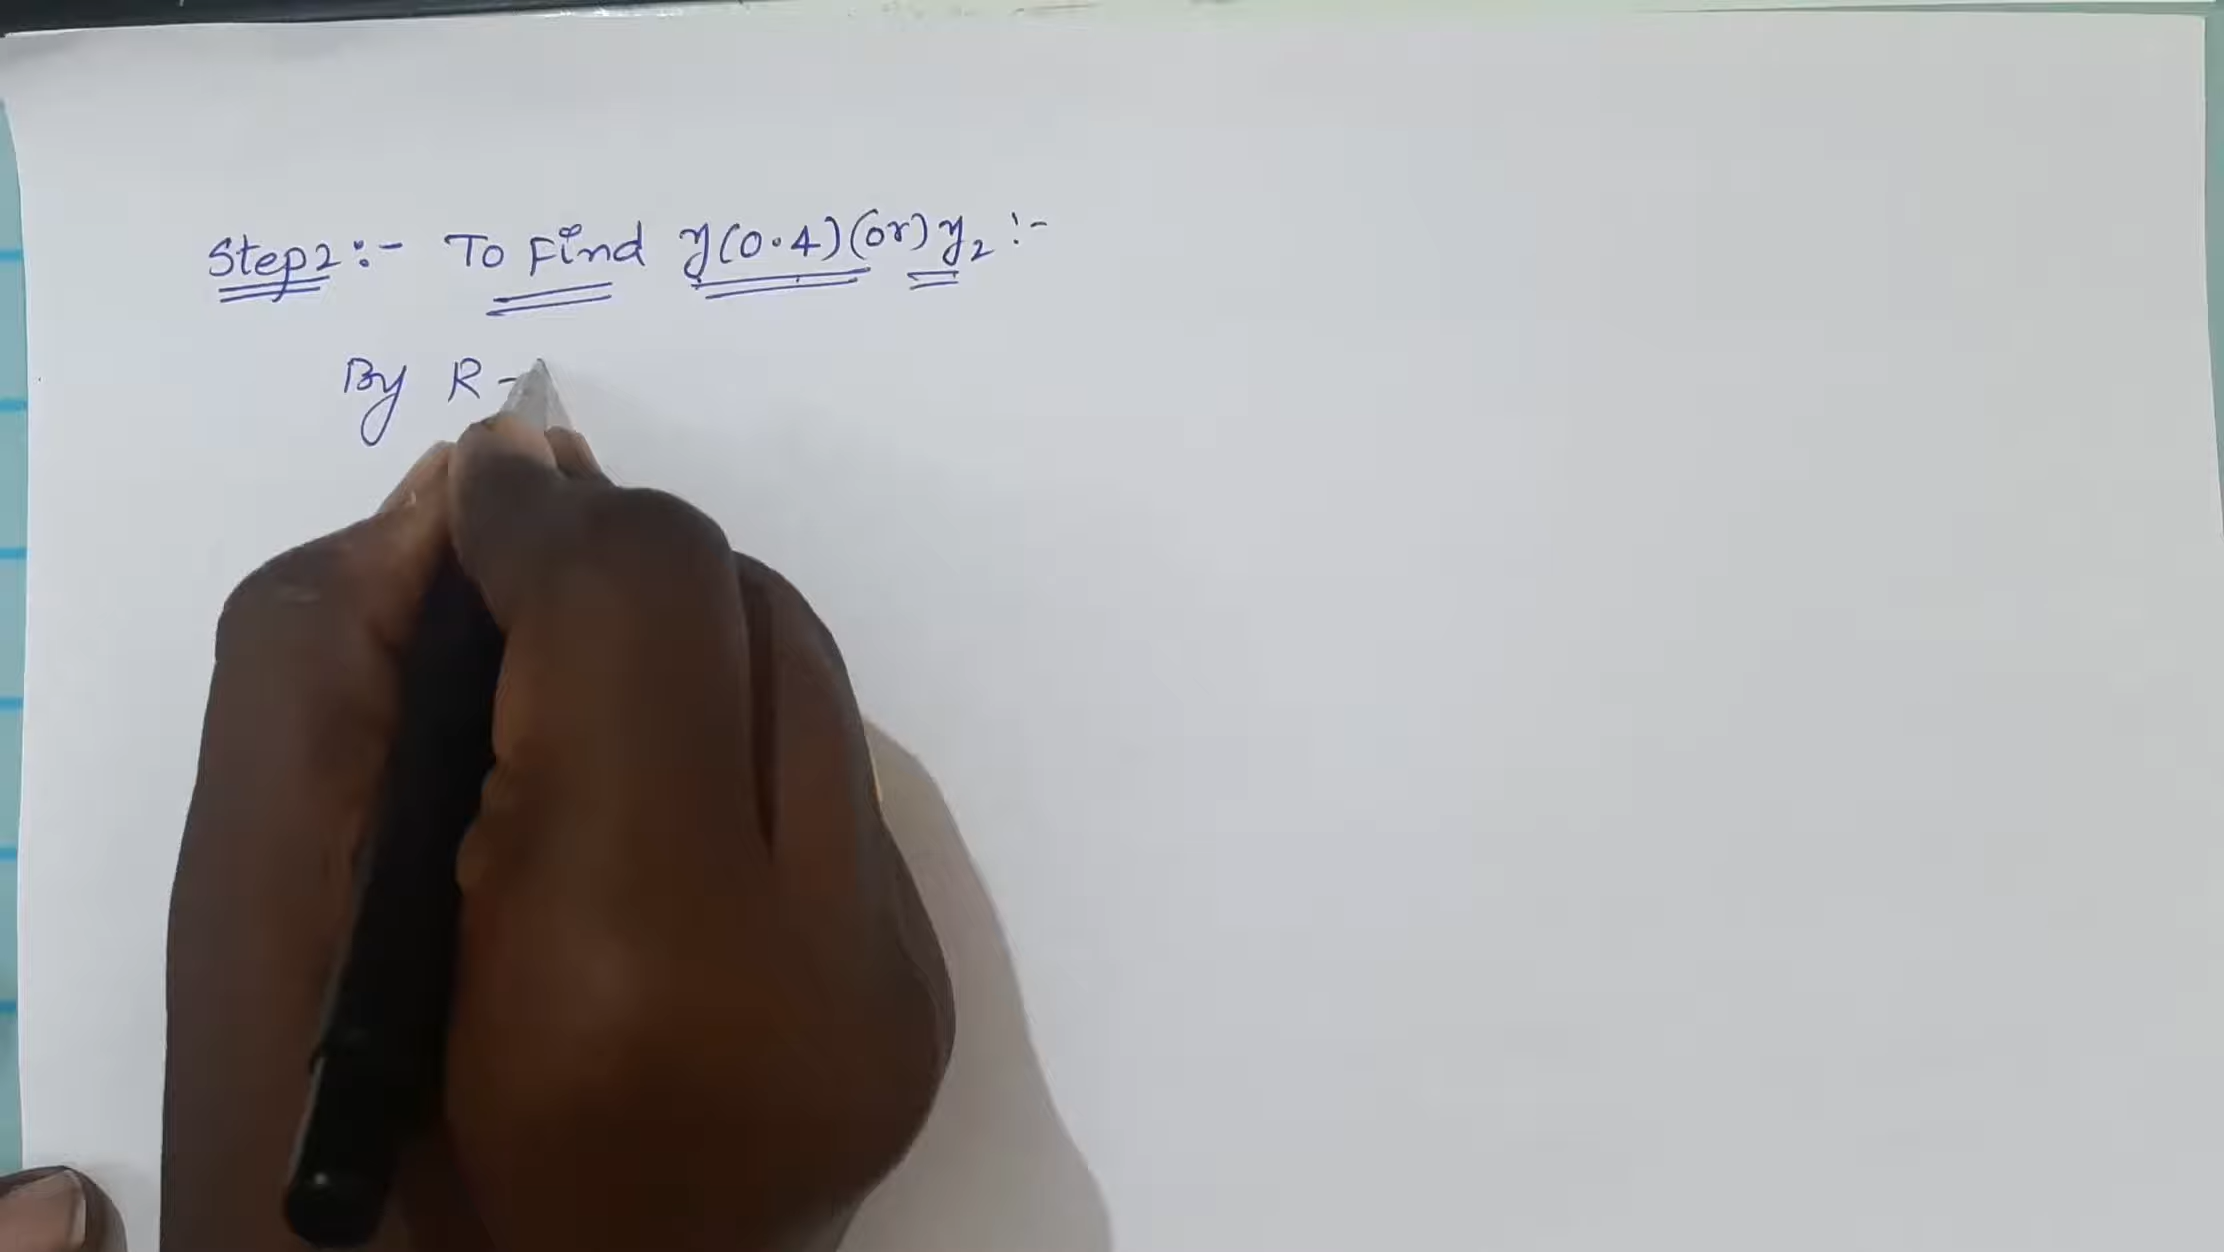 Step2:- To Find y(0.4)(or) y₂ :-
By R-